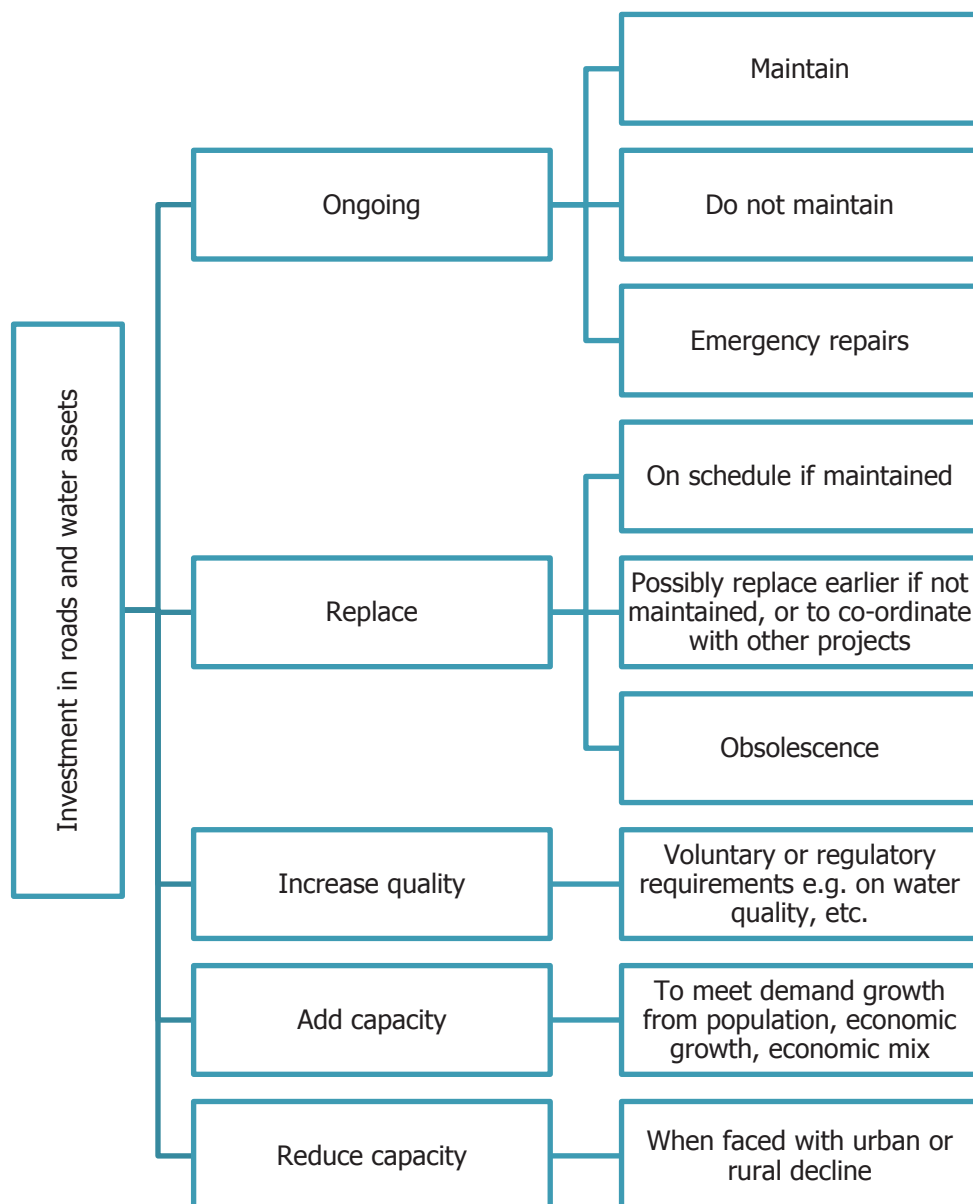 Investment in roads and water assets
Ongoing
Maintain
Do not maintain
Emergency repairs
Replace
On schedule if maintained
Possibly replace earlier if not
maintained, or to co-ordinate
with other projects
Obsolescence
Increase quality
Voluntary or regulatory
requirements e.g. on water
quality, etc.
Add capacity
To meet demand growth
from population, economic
growth, economic mix
Reduce capacity
When faced with urban or
rural decline